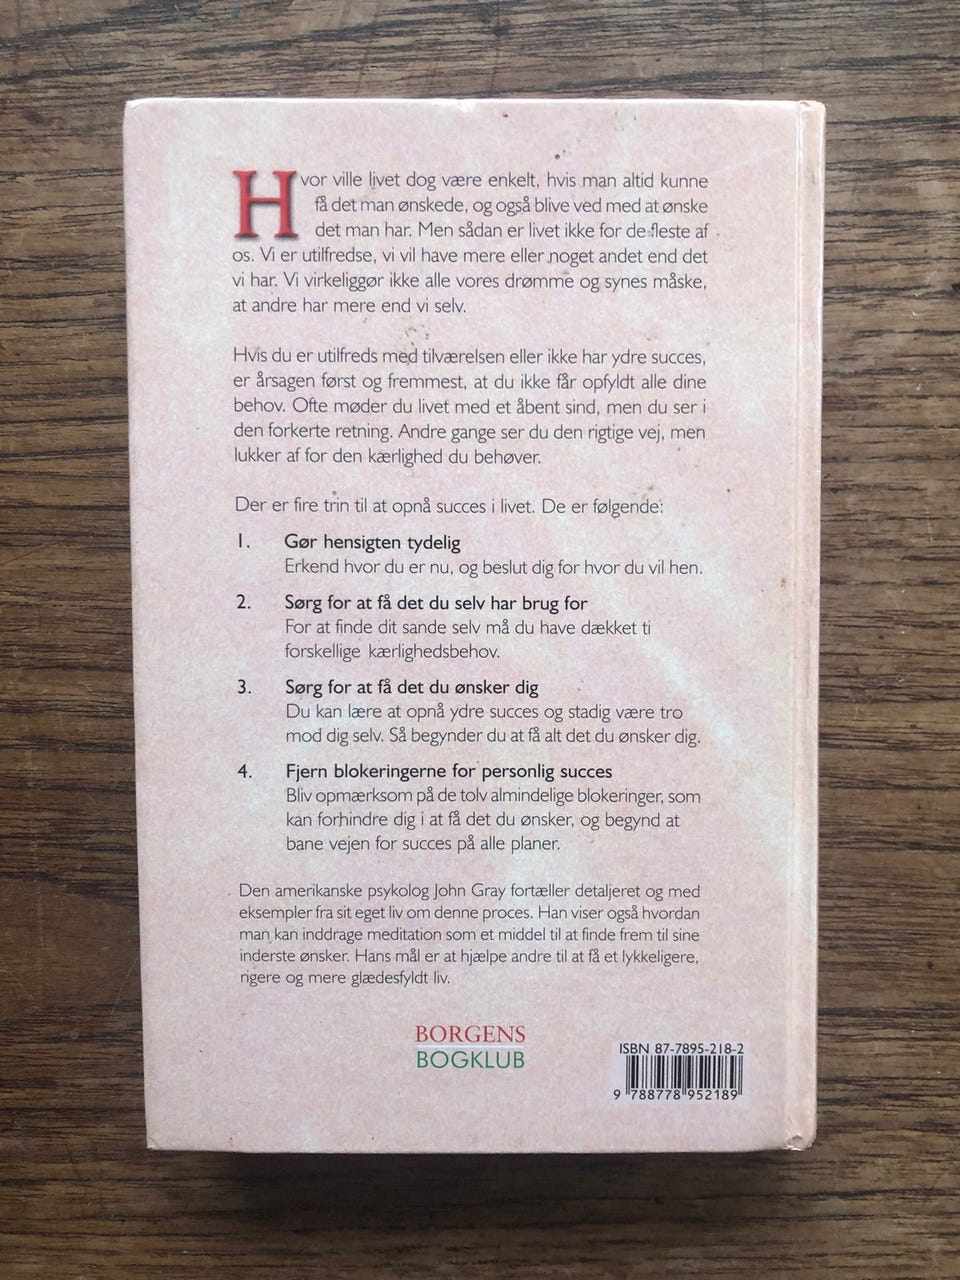 Hvor ville livet dog være enkelt, hvis man altid kunne
få det man ønskede, og også blive ved med at ønske
det man har. Men sådan er livet ikke for de fleste af
os. Vi er utilfredse, vi vil have mere eller noget andet end det
vi har. Vi virkeliggør ikke alle vores drømme og synes måske,
at andre har mere end vi selv.
Hvis du er utilfreds med tilværelsen eller ikke har ydre succes,
er årsagen først og fremmest, at du ikke får opfyldt alle dine
behov. Ofte møder du livet med et åbent sind, men du ser i
den forkerte retning. Andre gange ser du den rigtige vej, men
lukker af for den kærlighed du behøver.
Der er fire trin til at opnå succes i livet. De er følgende:
1. Gør hensigten tydelig
Erkend hvor du er nu, og beslut dig for hvor du vil hen.
2. Sørg for at få det du selv har brug for
For at finde dit sande selv må du have dækket ti
forskellige kærlighedsbehov.
3. Sørg for at få det du ønsker dig
Du kan lære at opnå ydre succes og stadig være tro
mod dig selv. Så begynder du at få alt det du ønsker dig.
4. Fjern blokeringerne for personlig succes
Bliv opmærksom på de tolv almindelige blokeringer, som
kan forhindre dig i at få det du ønsker, og begynd at
bane vejen for succes på alle planer.
Den amerikanske psykolog John Gray fortæller detaljeret og med
eksempler fra sit eget liv om denne proces. Han viser også hvordan
man kan inddrage meditation som et middel til at finde frem til sine
inderste ønsker. Hans mål er at hjælpe andre til at få et lykkeligere,
rigere og mere glædesfyldt liv.
BORGENS
BOGKLUB
ISBN 87-7895-218-2
9 788778 952189